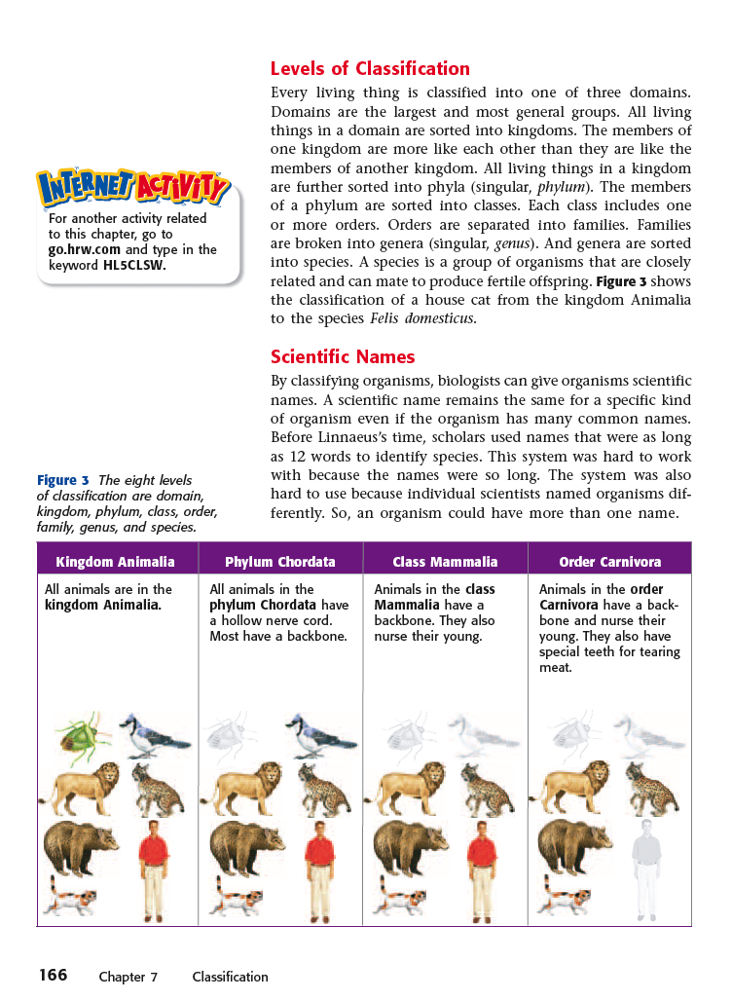 Levels of Classification
Every living thing is classified into one of three domains.
Domains are the largest and most general groups. All living
things in a domain are sorted into kingdoms. The members of
one kingdom are more like each other than they are like the
members of another kingdom. All living things in a kingdom
are further sorted into phyla (singular, phylum). The members
of a phylum are sorted into classes. Each class includes one
or more orders. Orders are separated into families. Families
are broken into genera (singular, genus). And genera are sorted
into species. A species is a group of organisms that are closely
related and can mate to produce fertile offspring. Figure 3 shows
the classification of a house cat from the kingdom Animalia
to the species Felis domesticus.
INTERNET ACTIVITY
For another activity related
to this chapter, go to
go.hrw.com and type in the
keyword HL5CLSW.
Scientific Names
By classifying organisms, biologists can give organisms scientific
names. A scientific name remains the same for a specific kind
of organism even if the organism has many common names.
Before Linnaeus's time, scholars used names that were as long
as 12 words to identify species. This system was hard to work
with because the names were so long. The system was also
hard to use because individual scientists named organisms dif-
ferently. So, an organism could have more than one name.
Figure 3 The eight levels
of classification are domain,
kingdom, phylum, class, order,
family, genus, and species.
Kingdom Animalia
All animals are in the
kingdom Animalia.
Phylum Chordata
All animals in the
phylum Chordata have
a hollow nerve cord.
Most have a backbone.
Class Mammalia
Animals in the class
Mammalia have a
backbone. They also
nurse their young.
Order Carnivora
Animals in the order
Carnivora have a back-
bone and nurse their
young. They also have
special teeth for tearing
meat.
166 Chapter 7 Classification